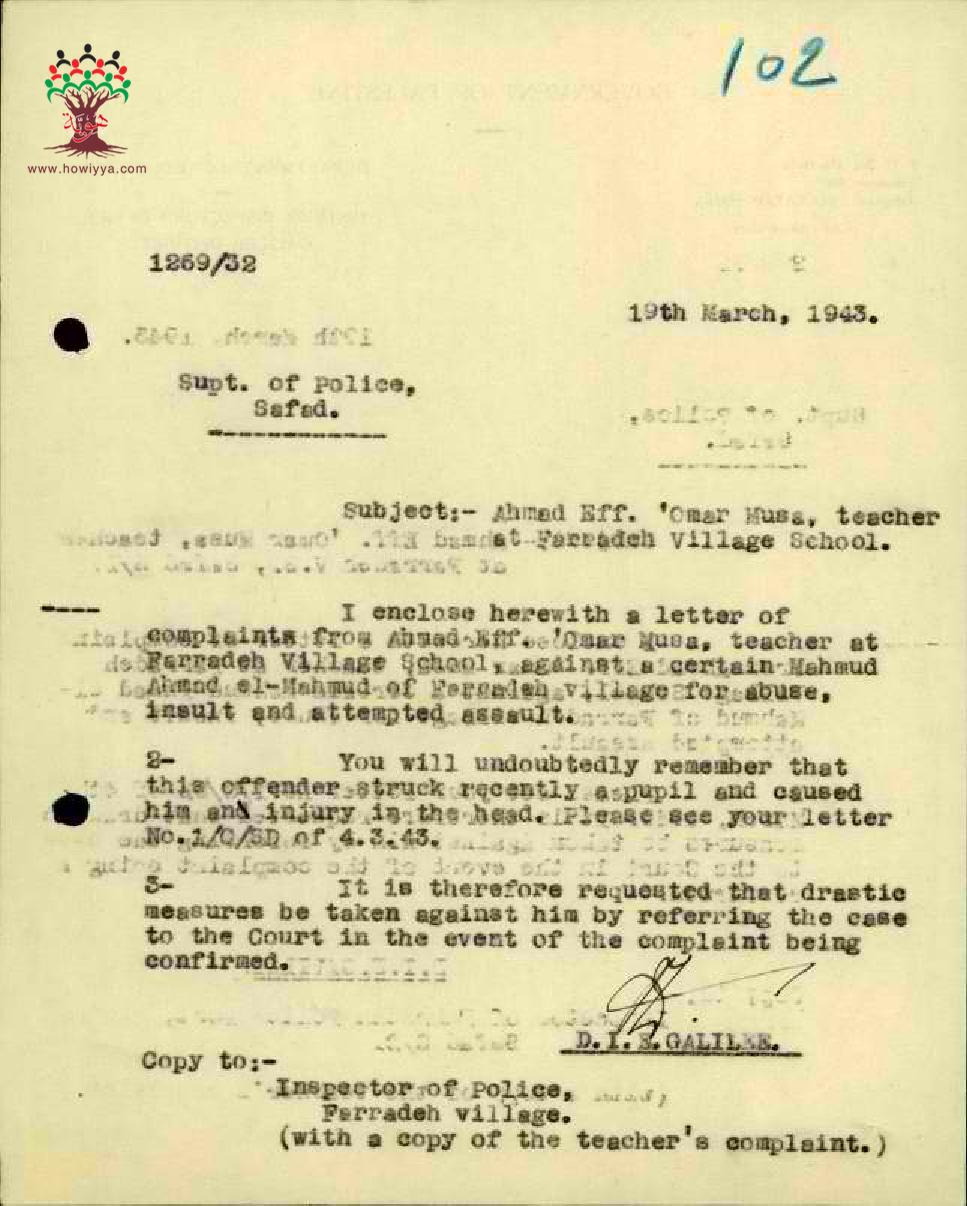 102
هوية
www.howiyya.com
1269/32
19th March, 1943.
Supt. of Police,
Safad.
Subject:- Ahmad Eff. 'Omar Musa, teacher
at Farradeh Village School.
I enclose herewith a letter of
complaints from Ahmad Eff. 'Omar Musa, teacher at
Farradeh Village School, against a certain Mahmud
Ahmad el-Mahmud of Farradeh village for abuse,
insult and attempted assault.
2- You will undoubtedly remember that
this offender struck recently a pupil and caused
him an injury in the head. Please see your letter
No.1/C/SD of 4.3.43.
3- It is therefore requested that drastic
measures be taken against him by referring the case
to the Court in the event of the complaint being
confirmed.
D.I.E.GALILEE.
Copy to:-
Inspector of Police,
Farradeh village.
(with a copy of the teacher's complaint.)